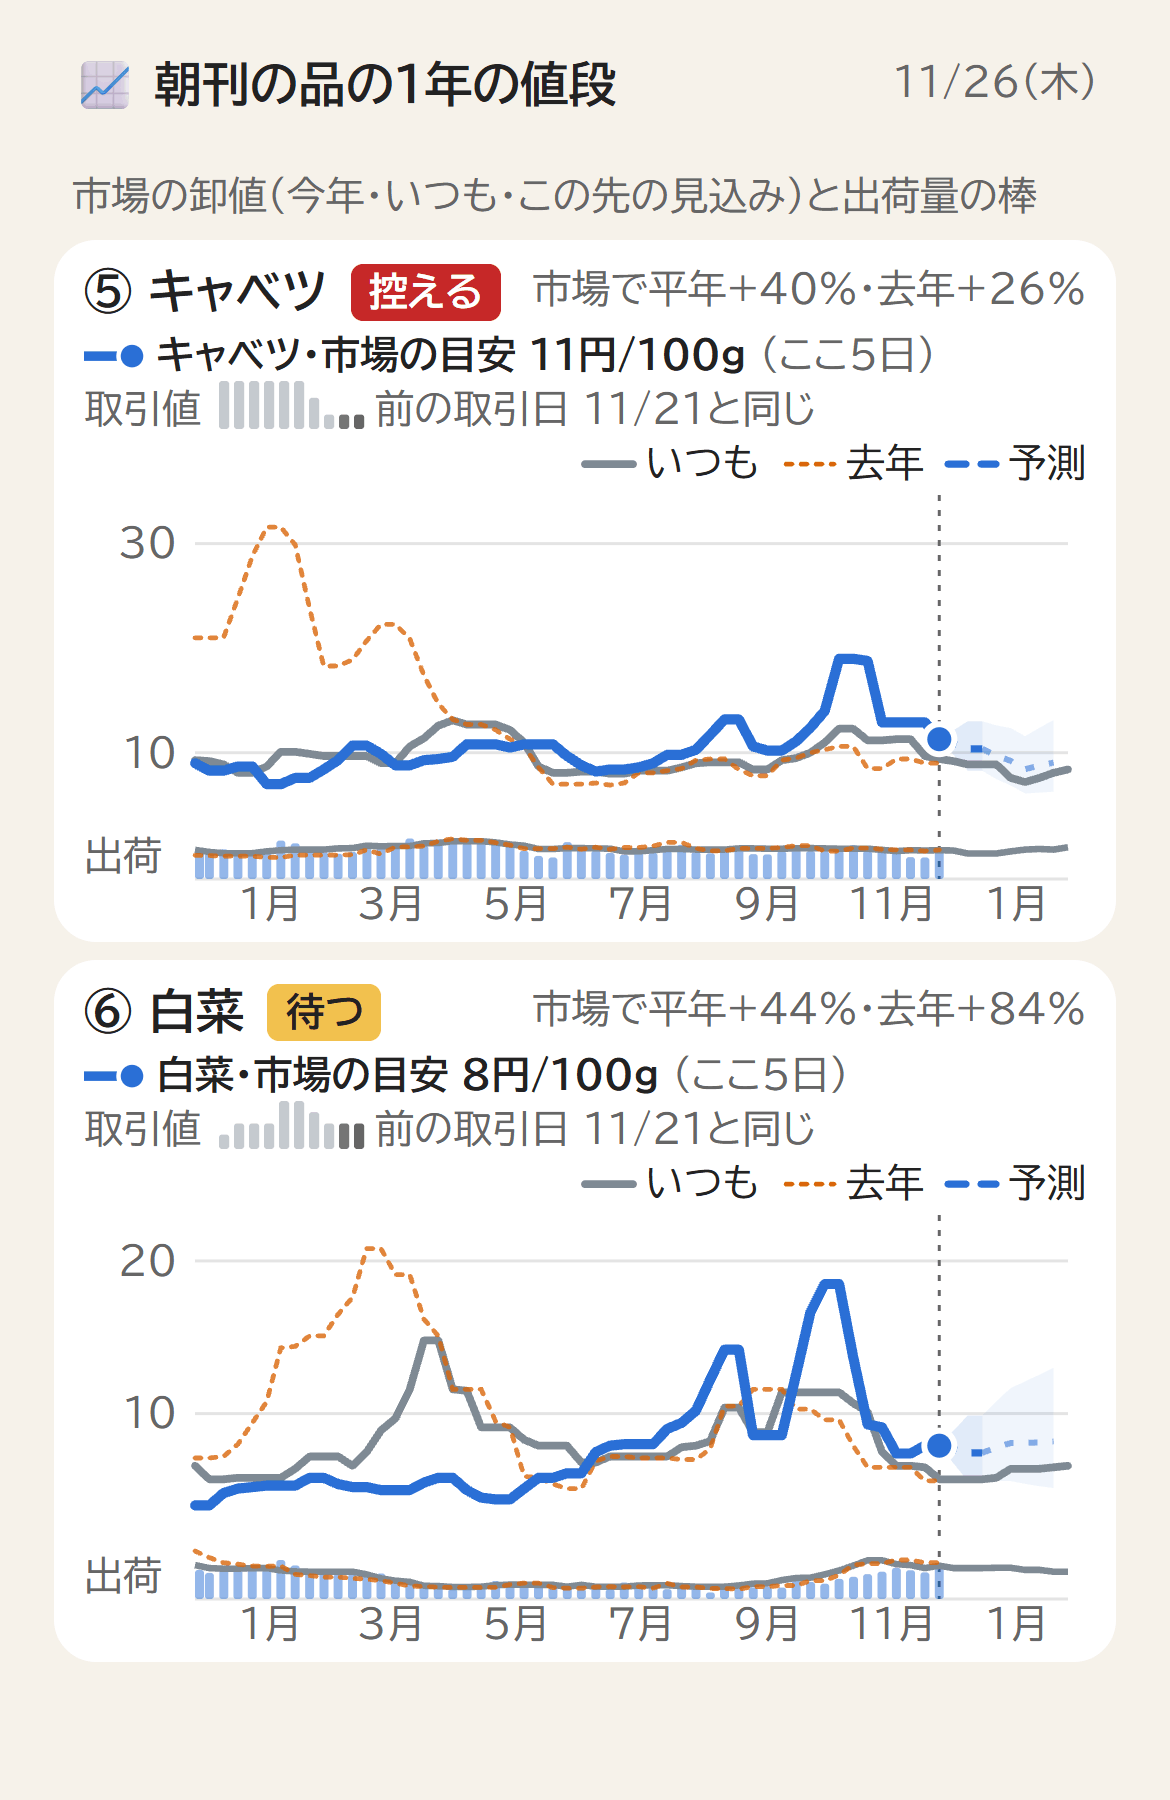 朝刊の品の1年の値段 11/26(木)
市場の卸値(今年・いつも・この先の見込み)と出荷量の棒
⑤ キャベツ 控える 市場で平年+40%・去年+26%
キャベツ・市場の目安 11円/100g (ここ5日)
取引値 前の取引日 11/21と同じ
いつも 去年 予測
30
10
出荷
1月 3月 5月 7月 9月 11月 1月
⑥ 白菜 待つ 市場で平年+44%・去年+84%
白菜・市場の目安 8円/100g (ここ5日)
取引値 前の取引日 11/21と同じ
いつも 去年 予測
20
10
出荷
1月 3月 5月 7月 9月 11月 1月